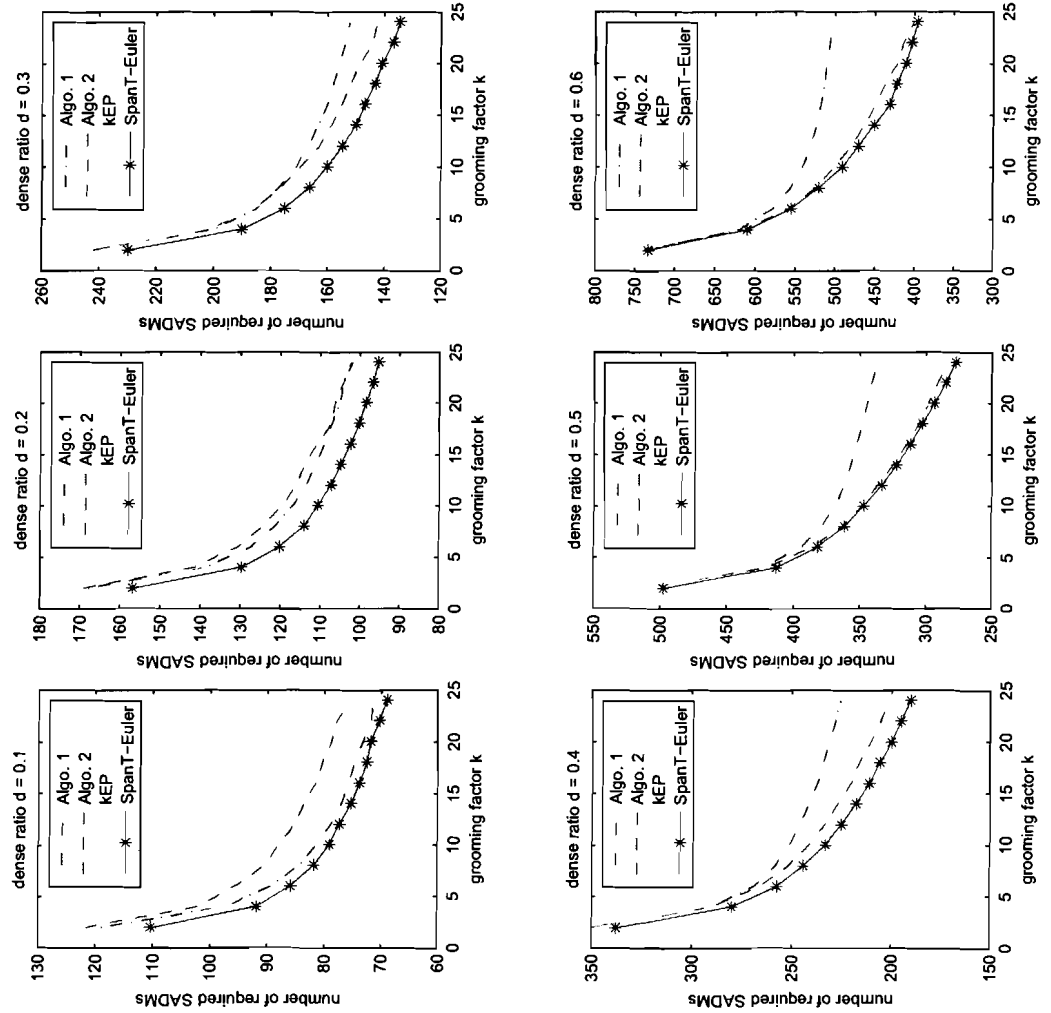 dense ratio d = 0.1
130
120
110
100
90
80
70
60
number of required SADMs
Algo. 1
Algo. 2
kEP
SpanT-Euler
0 5 10 15 20 25
grooming factor k
dense ratio d = 0.2
180
170
160
150
140
130
120
110
100
90
80
number of required SADMs
Algo. 1
Algo. 2
kEP
SpanT-Euler
0 5 10 15 20 25
grooming factor k
dense ratio d = 0.3
260
240
220
200
180
160
140
120
number of required SADMs
Algo. 1
Algo. 2
kEP
SpanT-Euler
0 5 10 15 20 25
grooming factor k
dense ratio d = 0.4
350
300
250
200
150
number of required SADMs
Algo. 1
Algo. 2
kEP
SpanT-Euler
0 5 10 15 20 25
grooming factor k
dense ratio d = 0.5
550
500
450
400
350
300
250
number of required SADMs
Algo. 1
Algo. 2
kEP
SpanT-Euler
0 5 10 15 20 25
grooming factor k
dense ratio d = 0.6
800
750
700
650
600
550
500
450
400
350
300
number of required SADMs
Algo. 1
Algo. 2
kEP
SpanT-Euler
0 5 10 15 20 25
grooming factor k